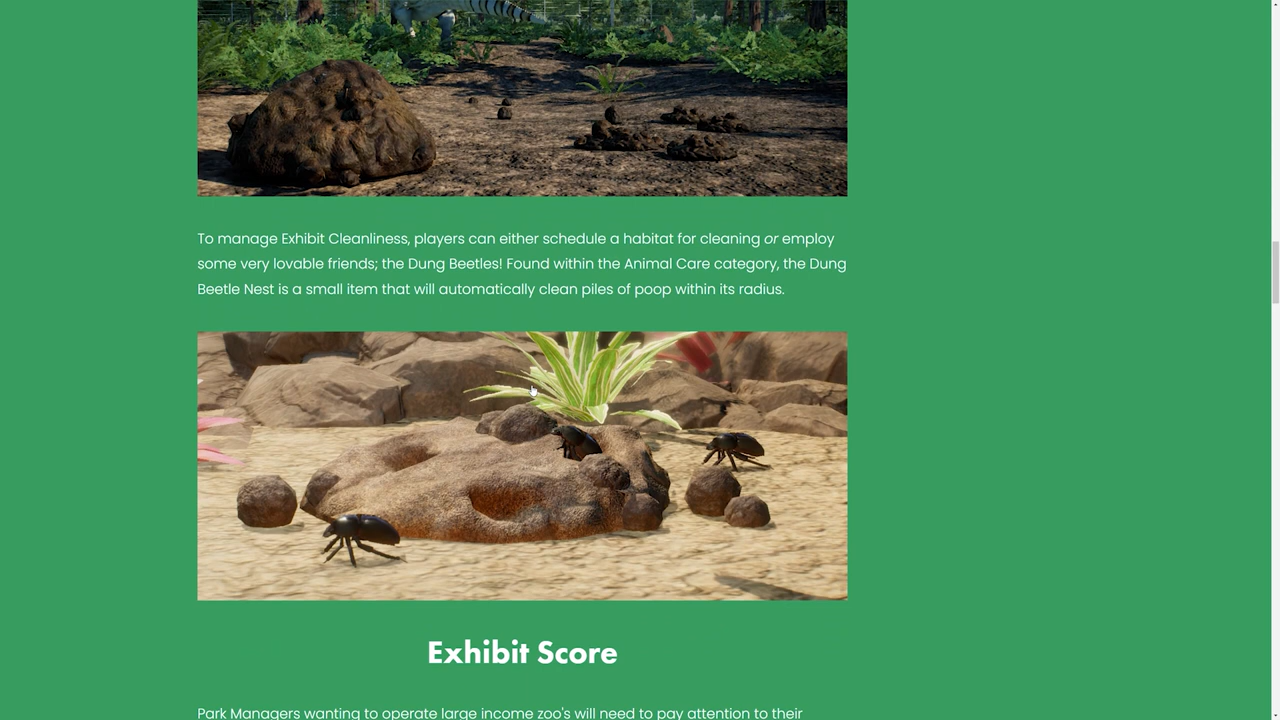 To manage Exhibit Cleanliness, players can either schedule a habitat for cleaning or employ
some very lovable friends; the Dung Beetles! Found within the Animal Care category, the Dung
Beetle Nest is a small item that will automatically clean piles of poop within its radius.
Exhibit Score
Park Managers wanting to operate large income zoo's will need to pay attention to their